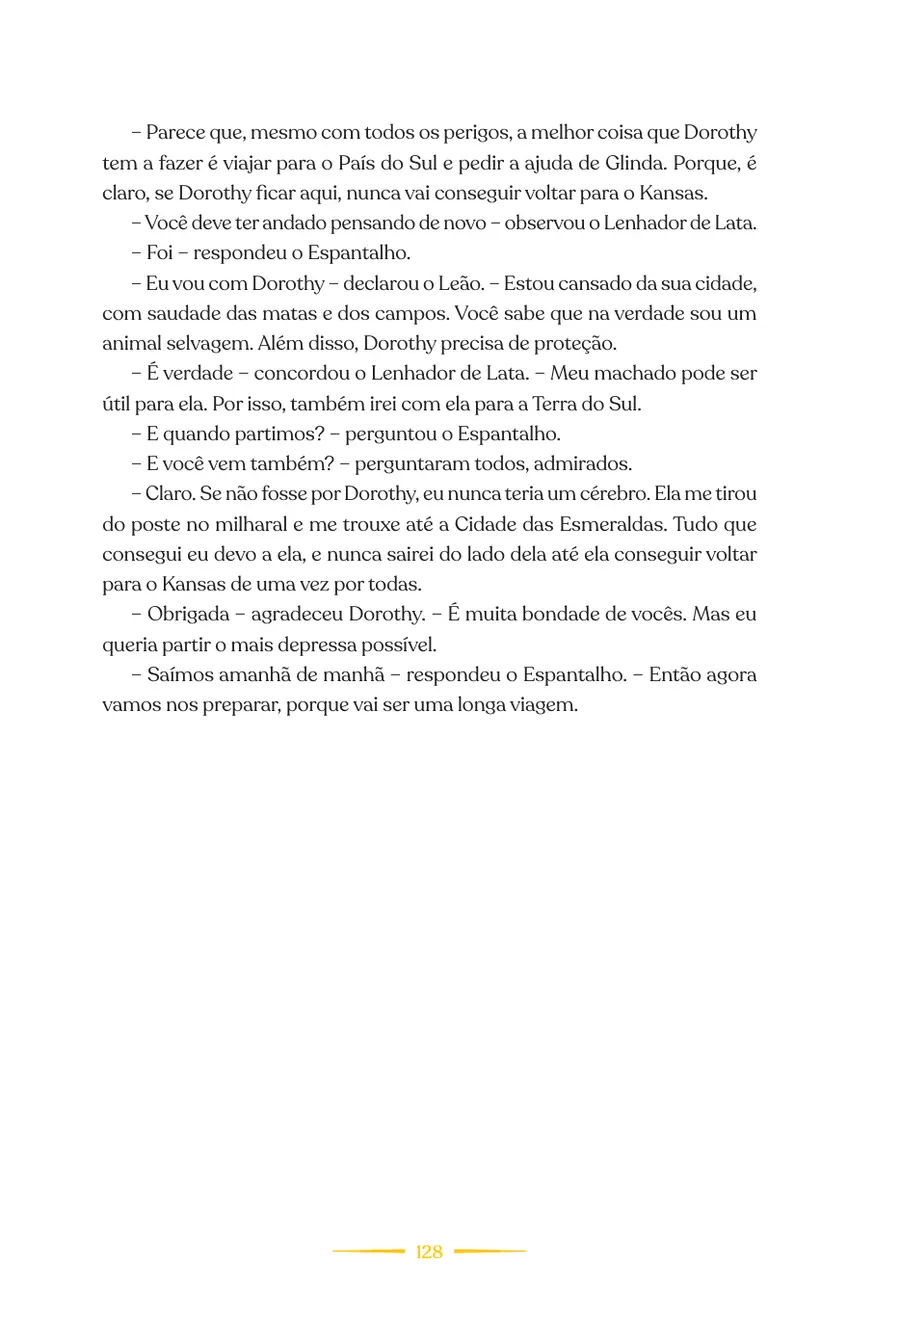 – Parece que, mesmo com todos os perigos, a melhor coisa que Dorothy
tem a fazer é viajar para o País do Sul e pedir a ajuda de Glinda. Porque, é
claro, se Dorothy ficar aqui, nunca vai conseguir voltar para o Kansas.
– Você deve ter andado pensando de novo – observou o Lenhador de Lata.
– Foi – respondeu o Espantalho.
– Eu vou com Dorothy – declarou o Leão. – Estou cansado da sua cidade,
com saudade das matas e dos campos. Você sabe que na verdade sou um
animal selvagem. Além disso, Dorothy precisa de proteção.
– É verdade – concordou o Lenhador de Lata. – Meu machado pode ser
útil para ela. Por isso, também irei com ela para a Terra do Sul.
– E quando partimos? – perguntou o Espantalho.
– E você vem também? – perguntaram todos, admirados.
– Claro. Se não fosse por Dorothy, eu nunca teria um cérebro. Ela me tirou
do poste no milharal e me trouxe até a Cidade das Esmeraldas. Tudo que
consegui eu devo a ela, e nunca sairei do lado dela até ela conseguir voltar
para o Kansas de uma vez por todas.
– Obrigada – agradeceu Dorothy. – É muita bondade de vocês. Mas eu
queria partir o mais depressa possível.
– Saímos amanhã de manhã – respondeu o Espantalho. – Então agora
vamos nos preparar, porque vai ser uma longa viagem.
128